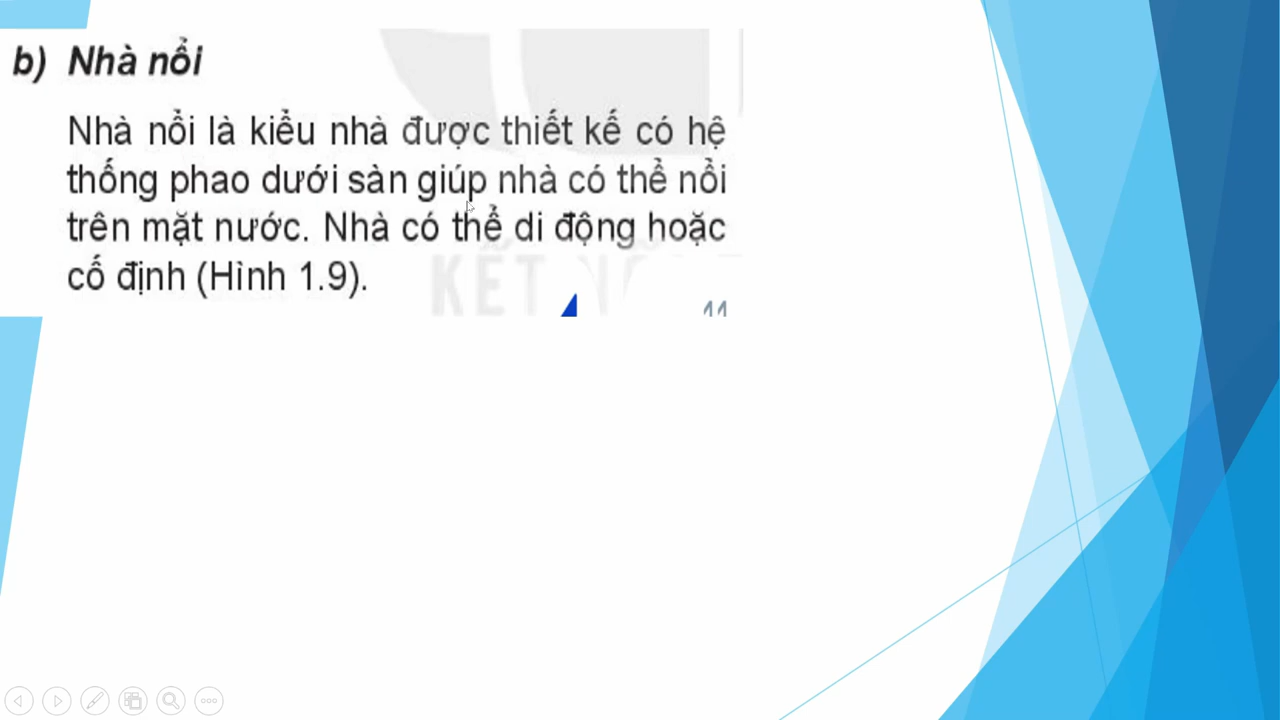 b) Nhà nổi
Nhà nổi là kiểu nhà được thiết kế có hệ
thống phao dưới sàn giúp nhà có thể nổi
trên mặt nước. Nhà có thể di động hoặc
cố định (Hình 1.9).
KẾT